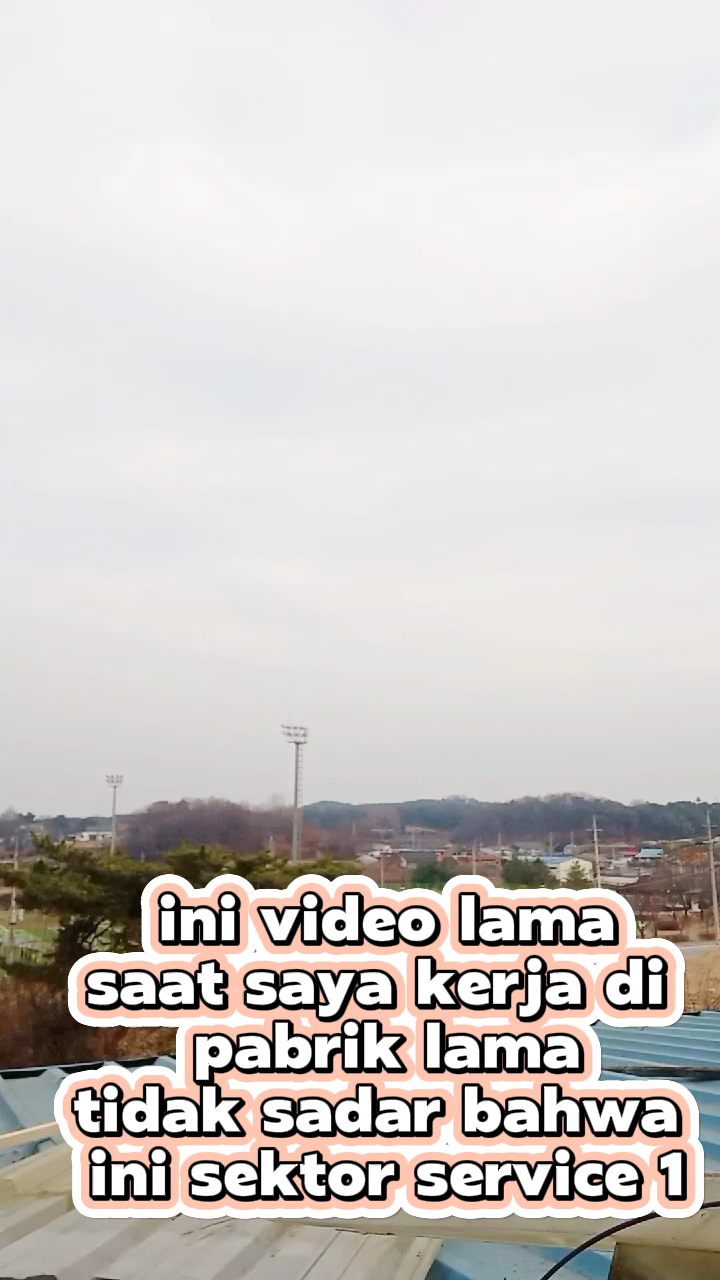 ini video lama
saat saya kerja di
pabrik lama
tidak sadar bahwa
ini sektor service 1